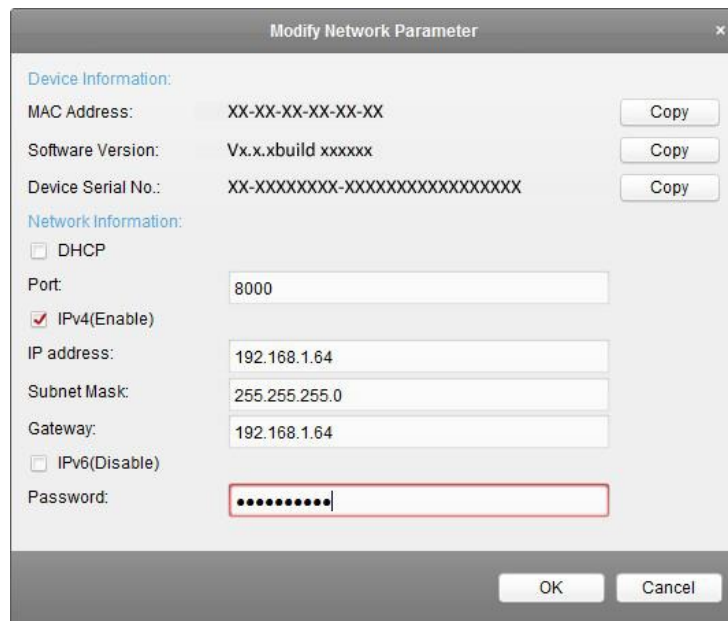 Modify Network Parameter ×
Device Information:
MAC Address: XX-XX-XX-XX-XX-XX Copy
Software Version: Vx.x.xbuild xxxxxx Copy
Device Serial No.: XX-XXXXXXXX-XXXXXXXXXXXXXXXXX Copy
Network Information:
DHCP
Port: 8000
IPv4(Enable)
IP address: 192.168.1.64
Subnet Mask: 255.255.255.0
Gateway: 192.168.1.64
IPv6(Disable)
Password: ●●●●●●●●●●
OK Cancel